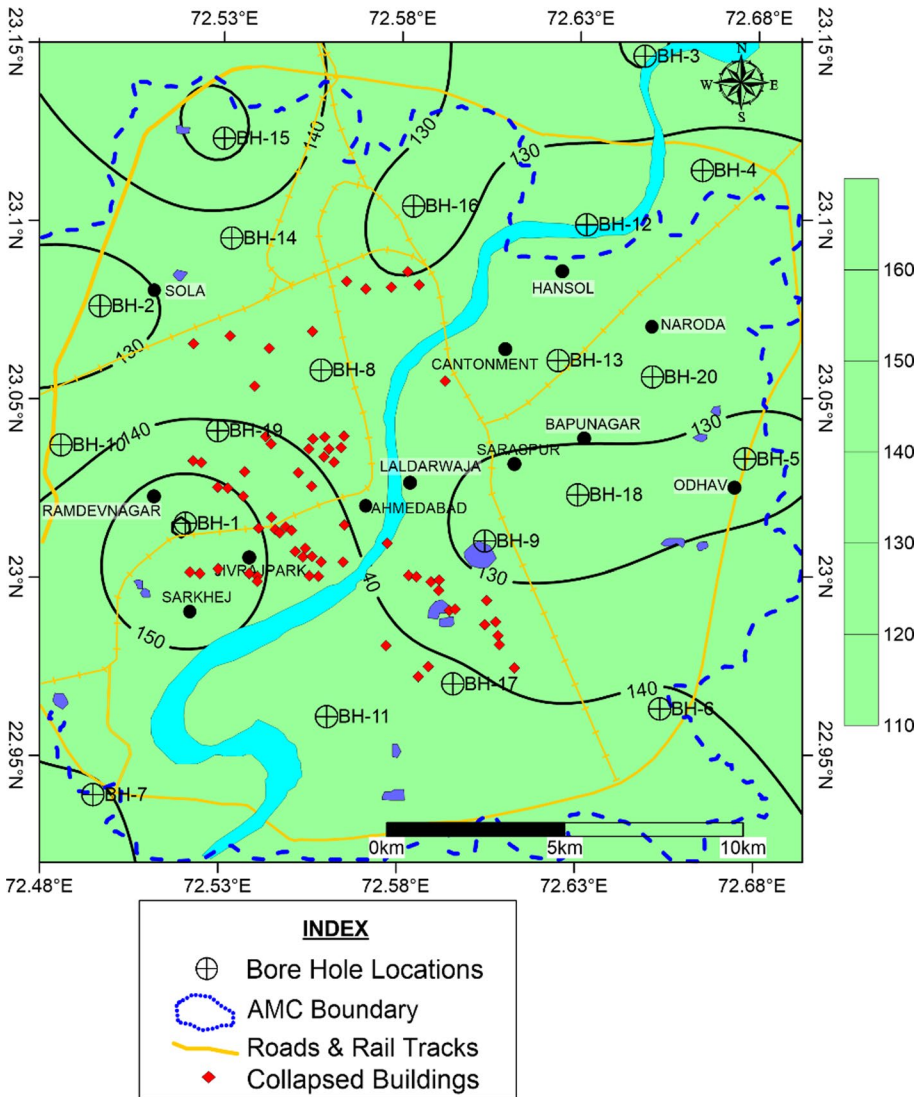 72.53°E 72.58°E 72.63°E 72.68°E
23.15°N 23.15°N
N
W E
S
BH-3
140
130
BH-15
130
BH-4
BH-16
23.1°N 23.1°N
BH-12
BH-14
HANSOL
SOLA
BH-2
160
NARODA
130
CANTONMENT
BH-13
BH-8
BH-20
150
23.05°N 23.05°N
BAPUNAGAR
130
140
BH-19
BH-10
SARASPUR
BH-5
140
LALDARWAJA
ODHAV
RAMDEVNAGAR
BH-18
AHMEDABAD
BH-1
BH-9
130
130
23°N 23°N
JIVRAJPARK
40
SARKHEJ
120
150
BH-17
140
BH-6
BH-11
110
22.95°N 22.95°N
BH-7
0km 5km 10km
72.48°E 72.53°E 72.58°E 72.63°E 72.68°E
INDEX
Bore Hole Locations
AMC Boundary
Roads & Rail Tracks
Collapsed Buildings